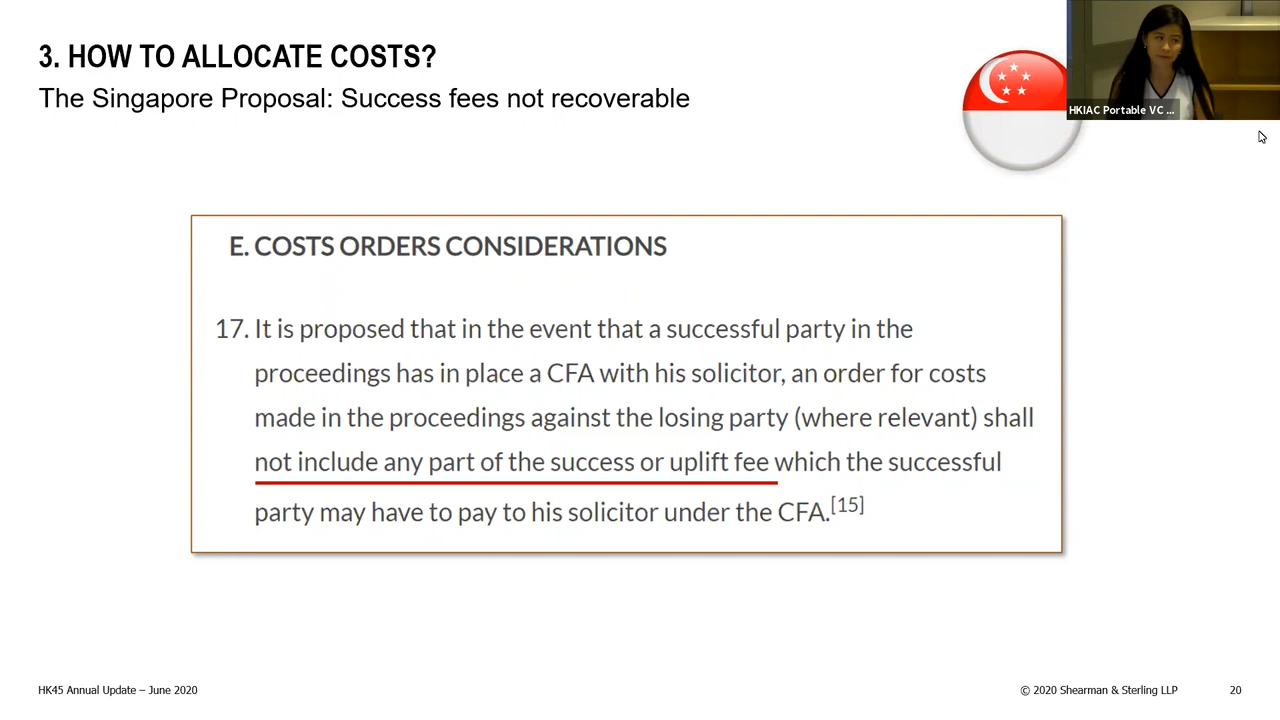 3. HOW TO ALLOCATE COSTS?
The Singapore Proposal: Success fees not recoverable
HKIAC Portable VC ...
E. COSTS ORDERS CONSIDERATIONS
17. It is proposed that in the event that a successful party in the
proceedings has in place a CFA with his solicitor, an order for costs
made in the proceedings against the losing party (where relevant) shall
not include any part of the success or uplift fee which the successful
party may have to pay to his solicitor under the CFA.[15]
HK45 Annual Update – June 2020
© 2020 Shearman & Sterling LLP
20